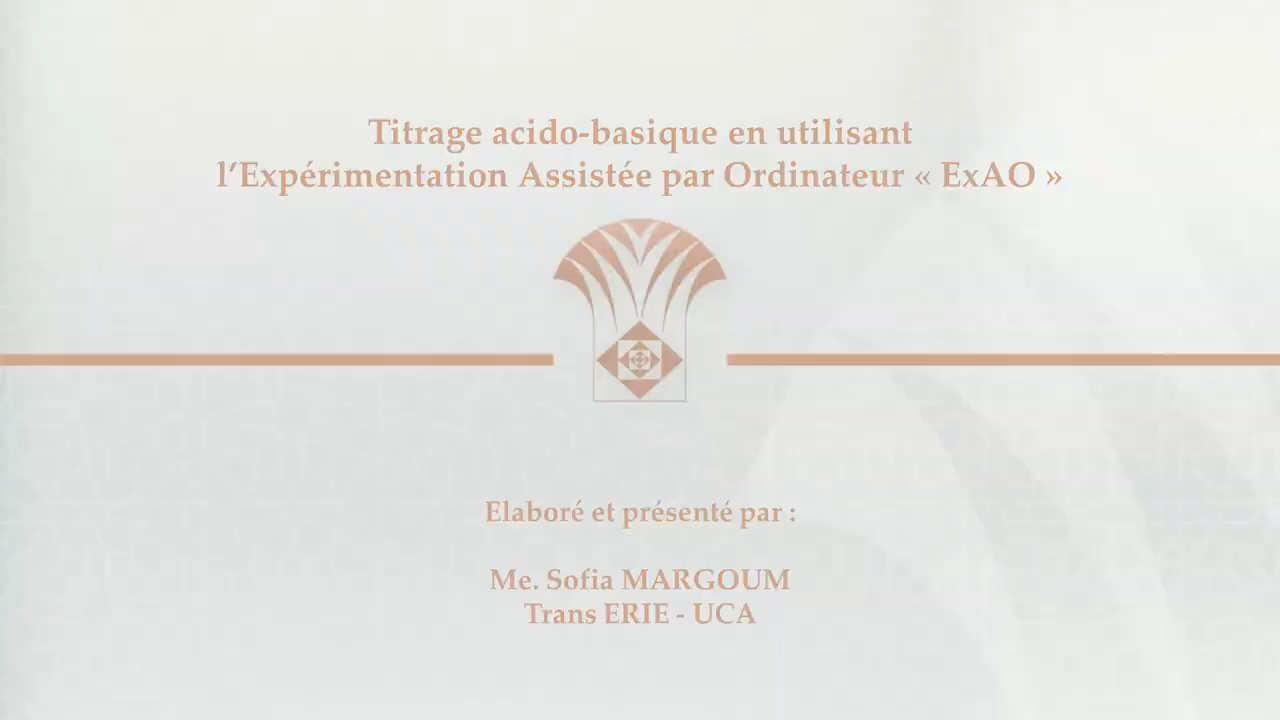 Titrage acido-basique en utilisant
l’Expérimentation Assistée par Ordinateur « ExAO »
Elaboré et présenté par :
Me. Sofia MARGOUM
Trans ERIE - UCA